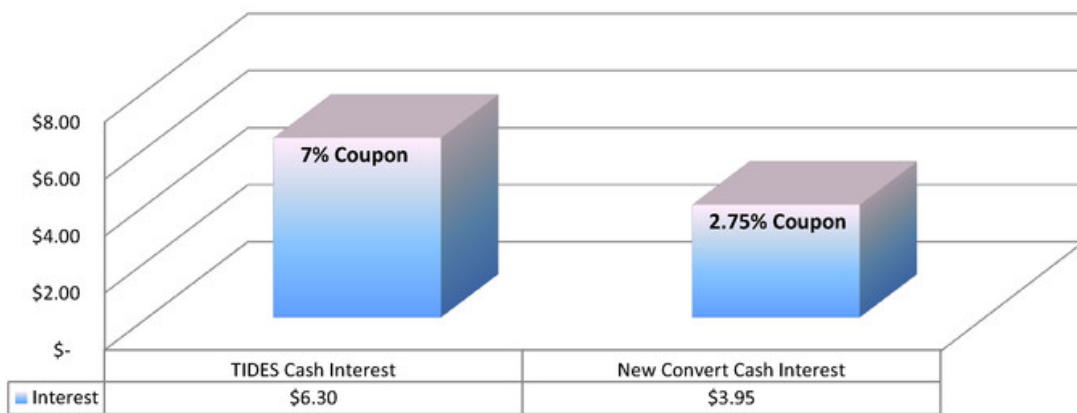 $8.00
$6.00
$4.00
$2.00
$-
7% Coupon
2.75% Coupon
TIDES Cash Interest New Convert Cash Interest
Interest $6.30 $3.95